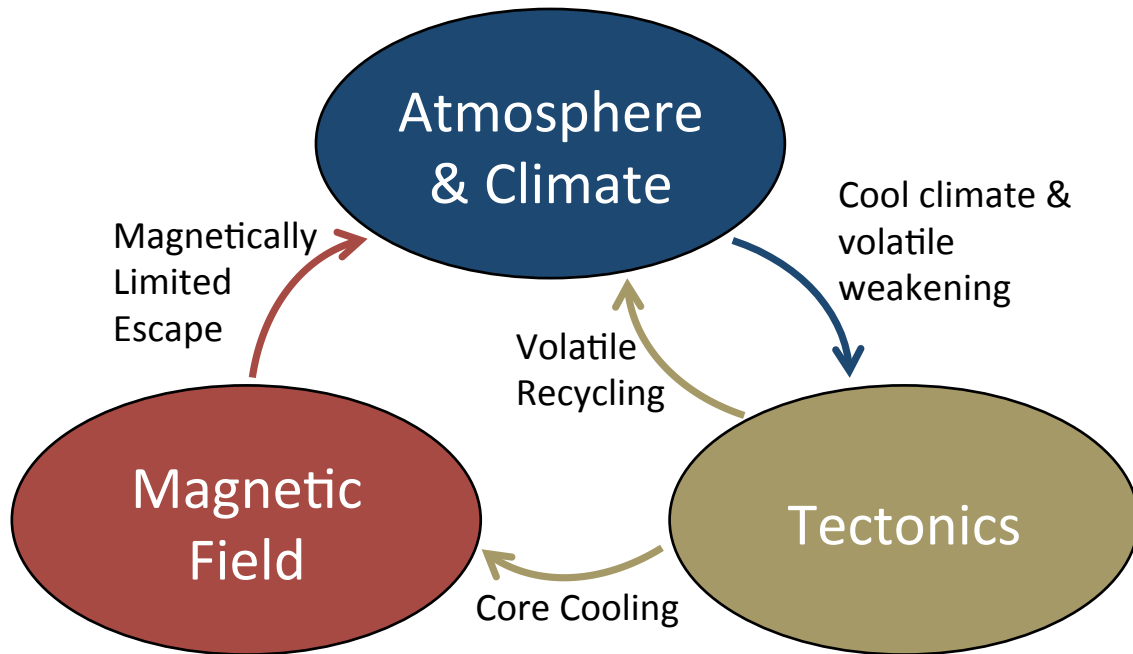 Atmosphere
& Climate
Magnetically
Limited
Escape
Cool climate &
volatile
weakening
Volatile
Recycling
Magnetic
Field
Tectonics
Core Cooling